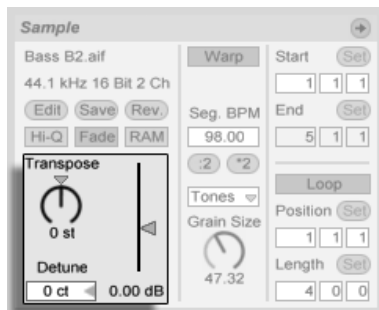 Sample
Bass B2.aif
44.1 kHz 16 Bit 2 Ch
Edit Save Rev.
Hi-Q Fade RAM
Transpose
0 st
Detune
0 ct 0.00 dB
Warp
Seg. BPM
98.00
:2 *2
Tones
Grain Size
47.32
Start Set
1 1 1
End Set
5 1 1
Loop
Position Set
1 1 1
Length Set
4 0 0